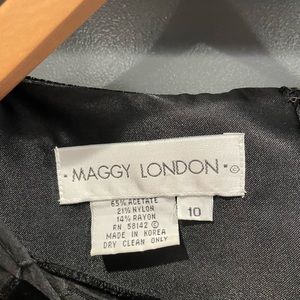 MAGGY LONDON ©
65% ACETATE
21% NYLON
14% RAYON
RN 58142 ©
MADE IN KOREA
DRY CLEAN ONLY
10